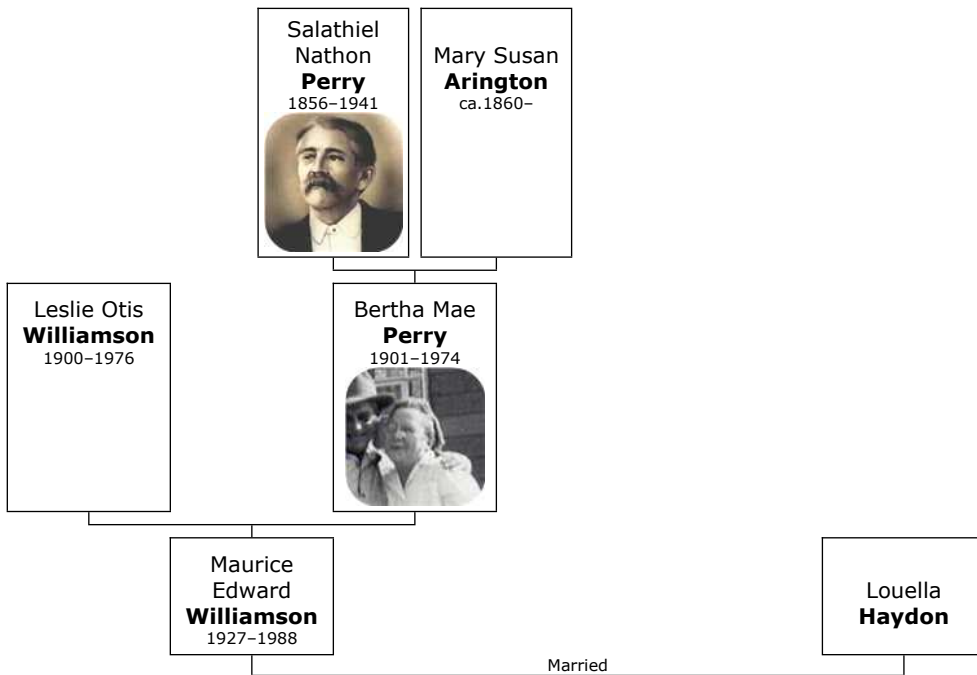 Salathiel
Nathon
Perry
1856–1941
Mary Susan
Arington
ca.1860–
Leslie Otis
Williamson
1900–1976
Bertha Mae
Perry
1901–1974
Maurice
Edward
Williamson
1927–1988
Louella
Haydon
Married